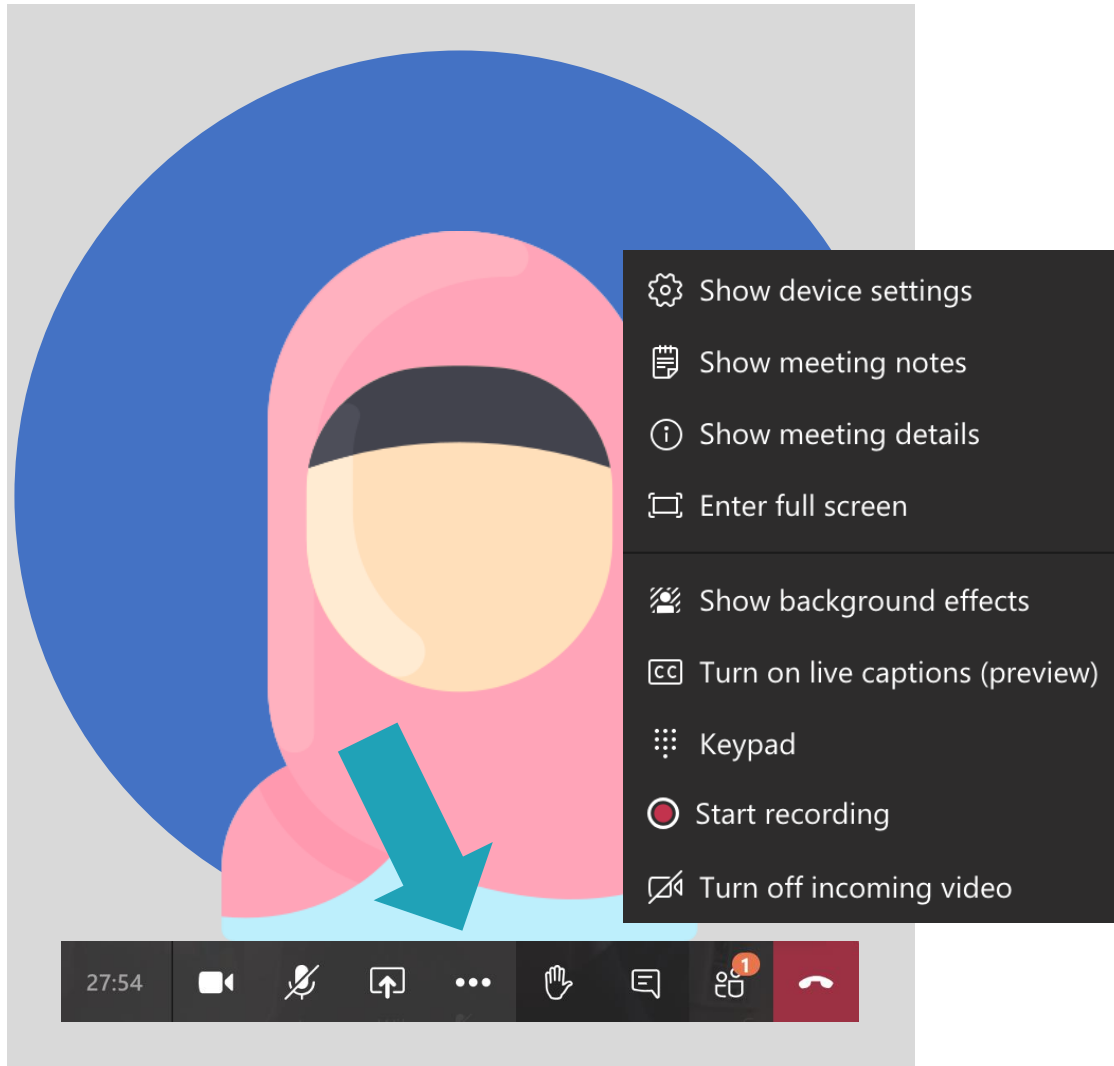 Show device settings
Show meeting notes
Show meeting details
Enter full screen
Show background effects
CC Turn on live captions (preview)
Keypad
Start recording
Turn off incoming video
27:54
1